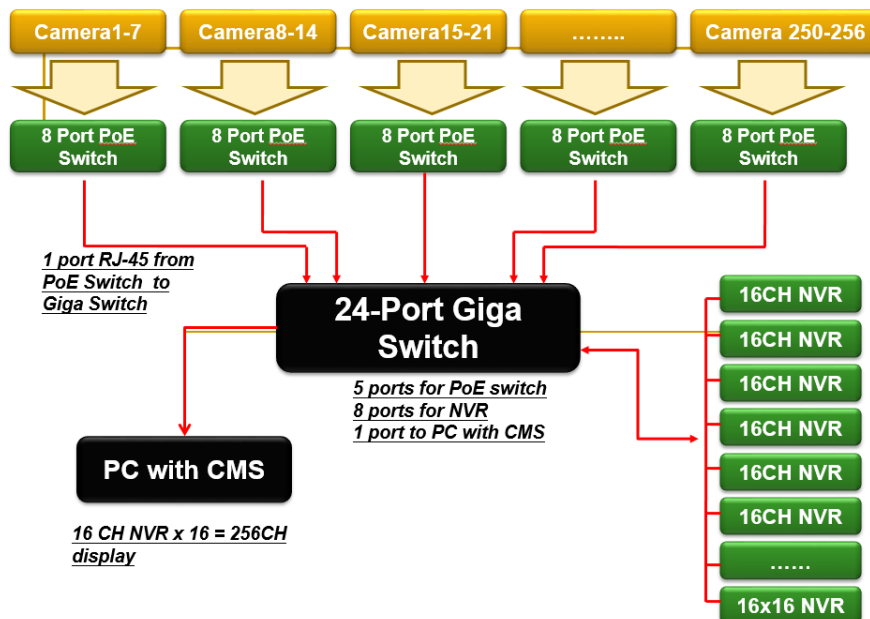 Camera1-7
Camera8-14
Camera15-21
........
Camera 250-256
8 Port PoE
Switch
8 Port PoE
Switch
8 Port PoE
Switch
8 Port PoE
Switch
8 Port PoE
Switch
1 port RJ-45 from
PoE Switch to
Giga Switch
24-Port Giga
Switch
5 ports for PoE switch
8 ports for NVR
1 port to PC with CMS
PC with CMS
16 CH NVR x 16 = 256CH
display
16CH NVR
16CH NVR
16CH NVR
16CH NVR
16CH NVR
16CH NVR
......
16x16 NVR